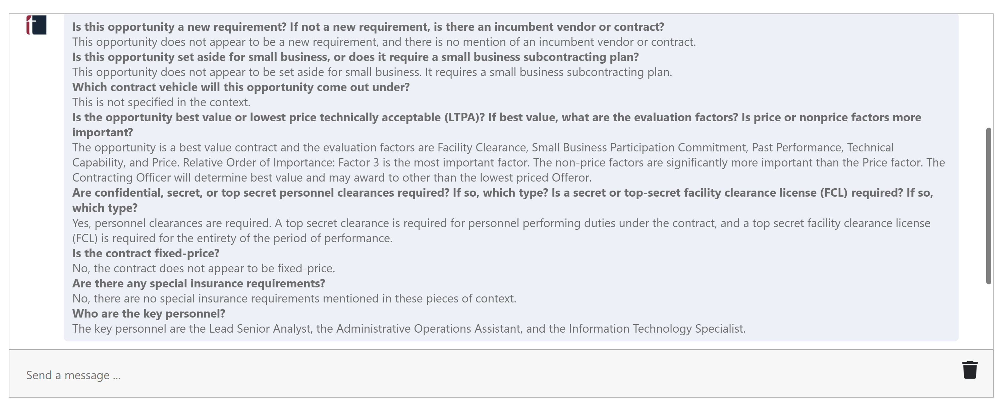 Is this opportunity a new requirement? If not a new requirement, is there an incumbent vendor or contract?
This opportunity does not appear to be a new requirement, and there is no mention of an incumbent vendor or contract.
Is this opportunity set aside for small business, or does it require a small business subcontracting plan?
This opportunity does not appear to be set aside for small business. It requires a small business subcontracting plan.
Which contract vehicle will this opportunity come out under?
This is not specified in the context.
Is the opportunity best value or lowest price technically acceptable (LTPA)? If best value, what are the evaluation factors? Is price or nonprice factors more
important?
The opportunity is a best value contract and the evaluation factors are Facility Clearance, Small Business Participation Commitment, Past Performance, Technical
Capability, and Price. Relative Order of Importance: Factor 3 is the most important factor. The non-price factors are significantly more important than the Price factor. The
Contracting Officer will determine best value and may award to other than the lowest priced Offeror.
Are confidential, secret, or top secret personnel clearances required? If so, which type? Is a secret or top-secret facility clearance license (FCL) required? If so,
which type?
Yes, personnel clearances are required. A top secret clearance is required for personnel performing duties under the contract, and a top secret facility clearance license
(FCL) is required for the entirety of the period of performance.
Is the contract fixed-price?
No, the contract does not appear to be fixed-price.
Are there any special insurance requirements?
No, there are no special insurance requirements mentioned in these pieces of context.
Who are the key personnel?
The key personnel are the Lead Senior Analyst, the Administrative Operations Assistant, and the Information Technology Specialist.
Send a message ...